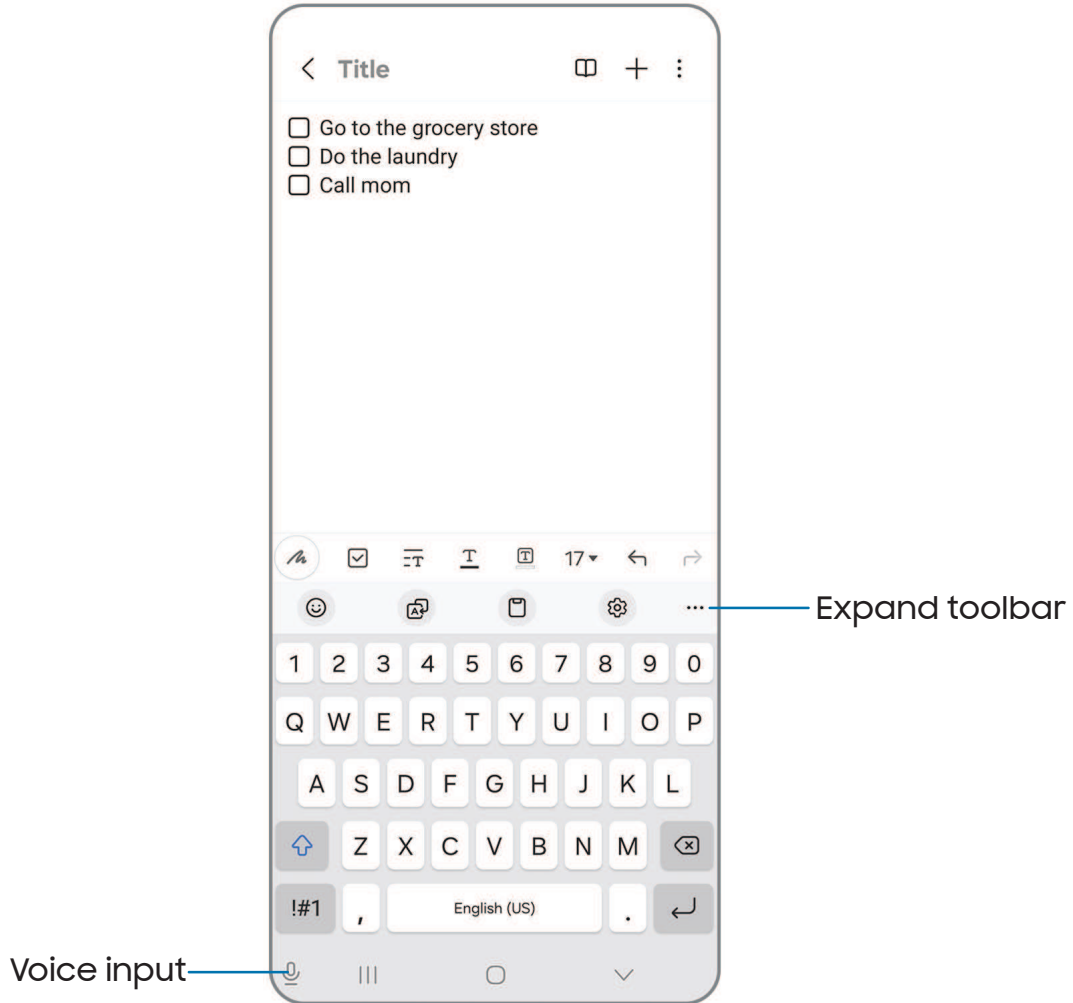 Title
Go to the grocery store
Do the laundry
Call mom
17
Expand toolbar
1 2 3 4 5 6 7 8 9 0
Q W E R T Y U I O P
A S D F G H J K L
Z X C V B N M
!#1 , English (US) .
Voice input